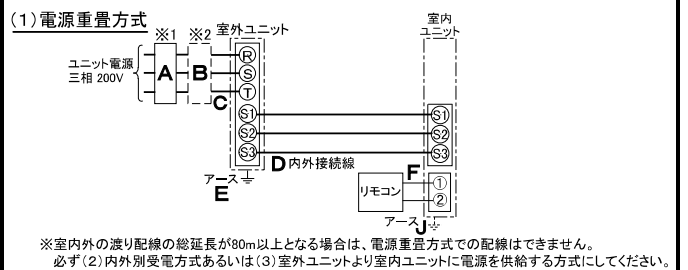 (1)電源重畳方式
※1 ※2
室外ユニット
室内
ユニット
ユニット電源
三相 200V
A
B
C
R
S
T
S1
S2
S3
S1
S2
S3
D内外接続線
アース
E
リモコン
F
①
②
アース
J
※室内外の渡り配線の総延長が80m以上となる場合は、電源重畳方式での配線はできません。
必ず(2)内外別受電方式あるいは(3)室外ユニットより室内ユニットに電源を供給する方式にしてください。